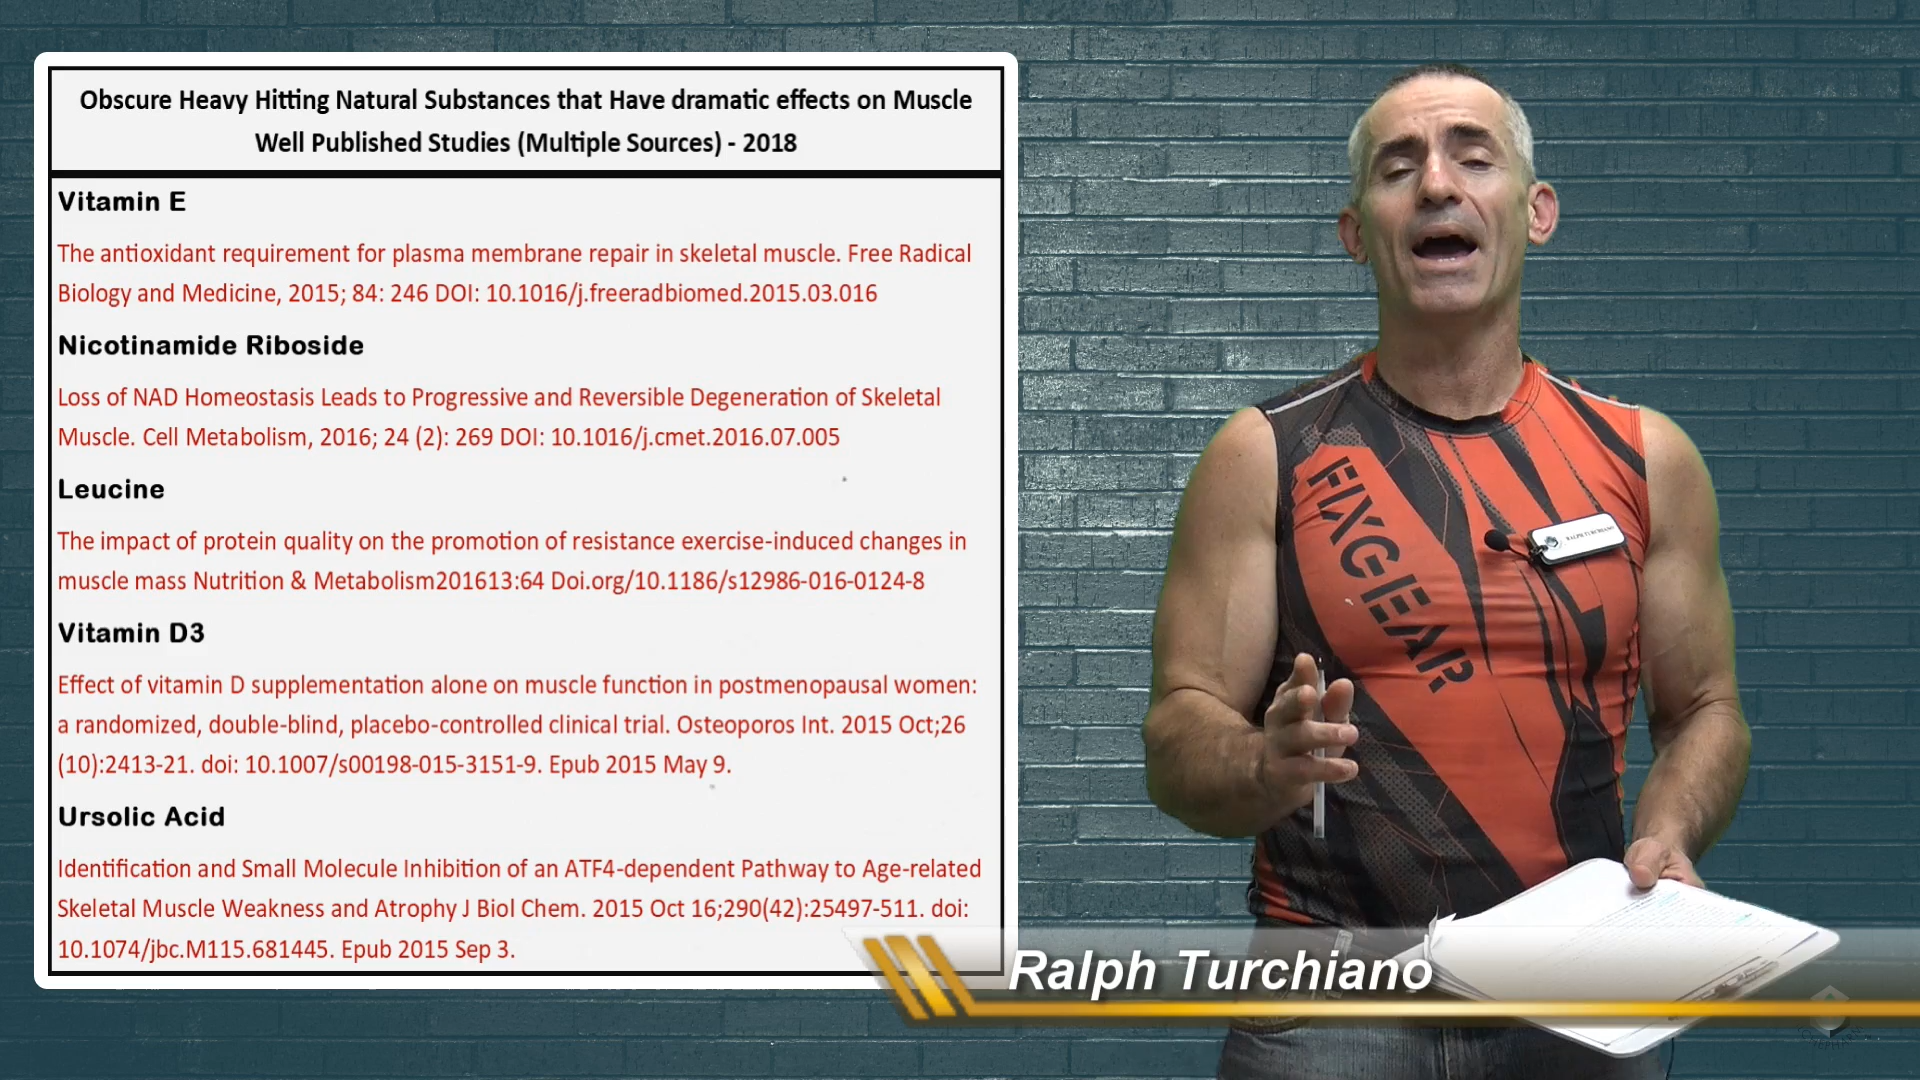 Obscure Heavy Hitting Natural Substances that Have dramatic effects on Muscle
Well Published Studies (Multiple Sources) - 2018
Vitamin E
The antioxidant requirement for plasma membrane repair in skeletal muscle. Free Radical
Biology and Medicine, 2015; 84: 246 DOI: 10.1016/j.freeradbiomed.2015.03.016
Nicotinamide Riboside
Loss of NAD Homeostasis Leads to Progressive and Reversible Degeneration of Skeletal
Muscle. Cell Metabolism, 2016; 24 (2): 269 DOI: 10.1016/j.cmet.2016.07.005
Leucine
The impact of protein quality on the promotion of resistance exercise-induced changes in
muscle mass Nutrition & Metabolism201613:64 Doi.org/10.1186/s12986-016-0124-8
Vitamin D3
Effect of vitamin D supplementation alone on muscle function in postmenopausal women:
a randomized, double-blind, placebo-controlled clinical trial. Osteoporos Int. 2015 Oct;26
(10):2413-21. doi: 10.1007/s00198-015-3151-9. Epub 2015 May 9.
Ursolic Acid
Identification and Small Molecule Inhibition of an ATF4-dependent Pathway to Age-related
Skeletal Muscle Weakness and Atrophy J Biol Chem. 2015 Oct 16;290(42):25497-511. doi:
10.1074/jbc.M115.681445. Epub 2015 Sep 3.
FIXGEAR
RALPH TURCHIANO
Ralph Turchiano